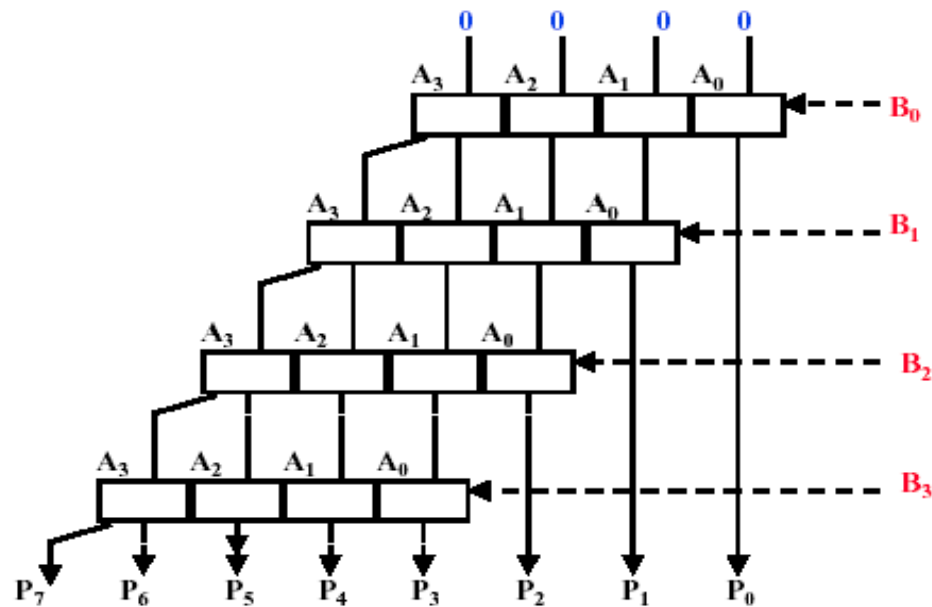 0 0 0 0
A₃ A₂ A₁ A₀
B₀
A₃ A₂ A₁ A₀
B₁
A₃ A₂ A₁ A₀
B₂
A₃ A₂ A₁ A₀
B₃
P₇ P₆ P₅ P₄ P₃ P₂ P₁ P₀